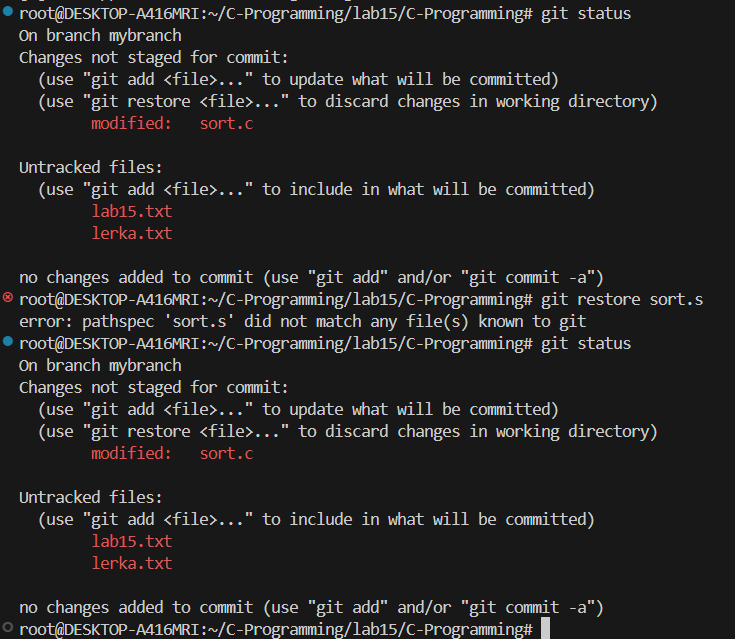 root@DESKTOP-A416MRI:~/C-Programming/lab15/C-Programming# git status
On branch mybranch
Changes not staged for commit:
  (use "git add <file>..." to update what will be committed)
  (use "git restore <file>..." to discard changes in working directory)
        modified:   sort.c

Untracked files:
  (use "git add <file>..." to include in what will be committed)
        lab15.txt
        lerka.txt

no changes added to commit (use "git add" and/or "git commit -a")
root@DESKTOP-A416MRI:~/C-Programming/lab15/C-Programming# git restore sort.s
error: pathspec 'sort.s' did not match any file(s) known to git
root@DESKTOP-A416MRI:~/C-Programming/lab15/C-Programming# git status
On branch mybranch
Changes not staged for commit:
  (use "git add <file>..." to update what will be committed)
  (use "git restore <file>..." to discard changes in working directory)
        modified:   sort.c

Untracked files:
  (use "git add <file>..." to include in what will be committed)
        lab15.txt
        lerka.txt

no changes added to commit (use "git add" and/or "git commit -a")
root@DESKTOP-A416MRI:~/C-Programming/lab15/C-Programming#